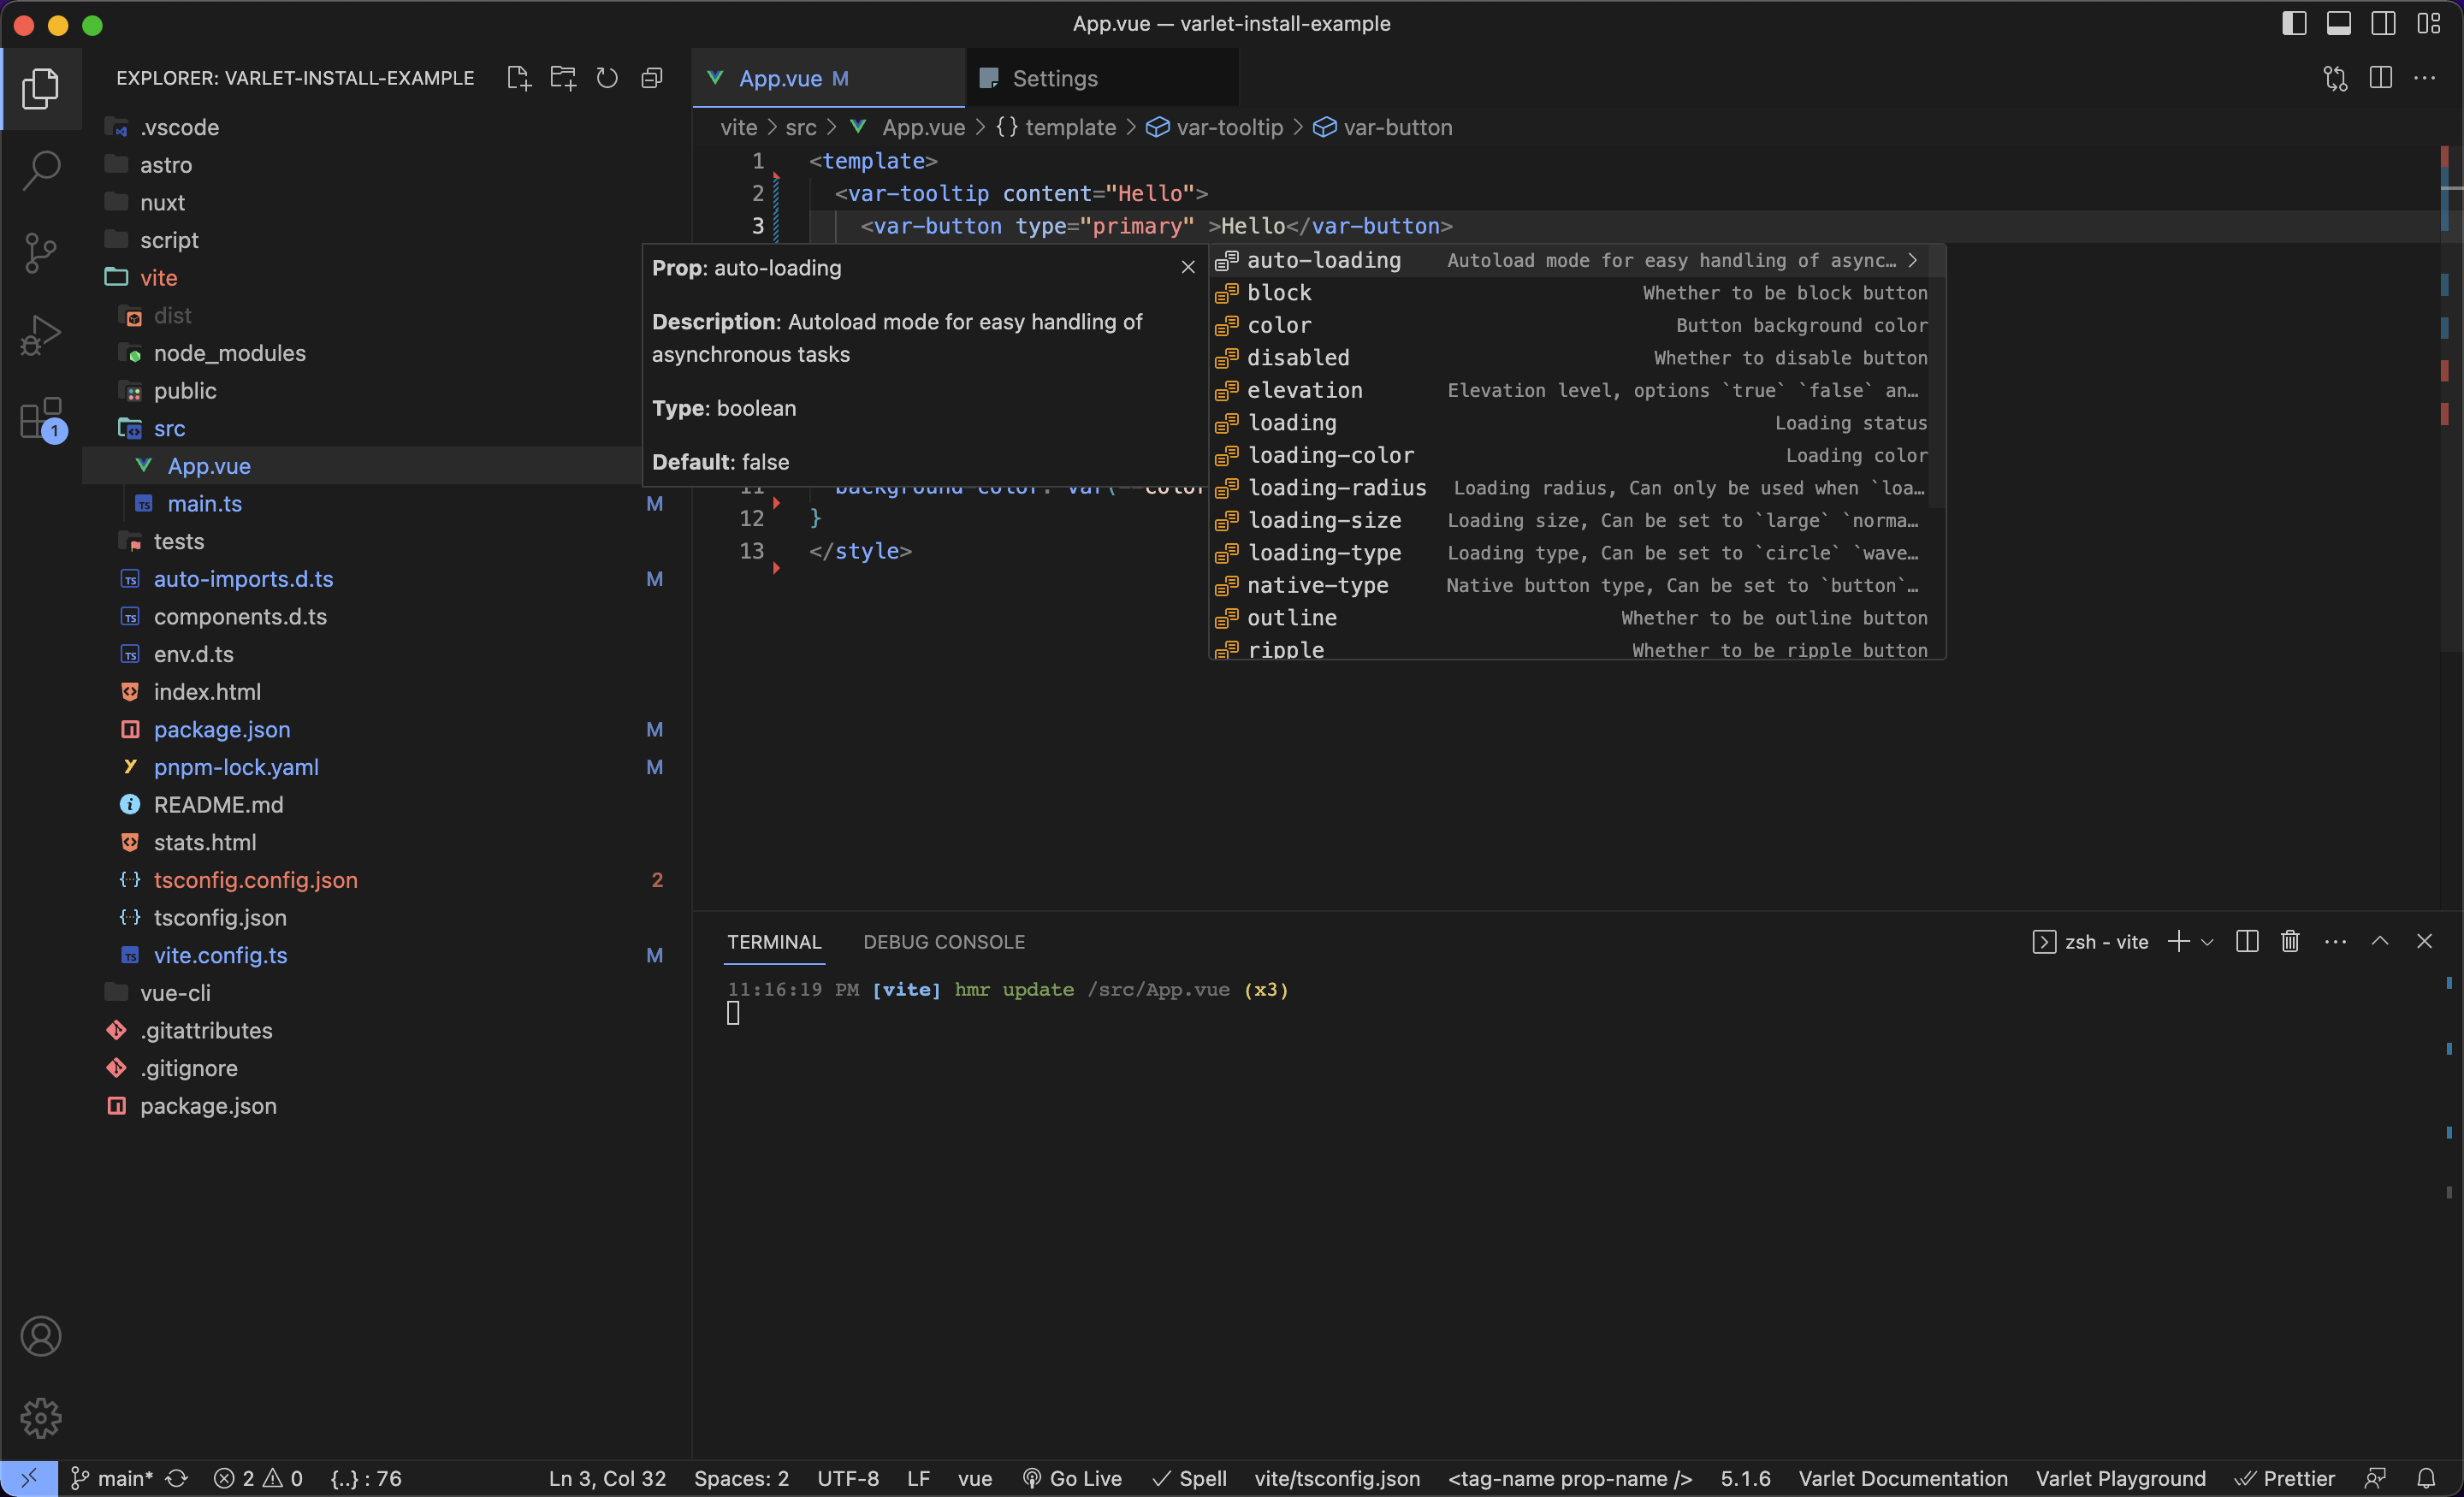 App.vue — varlet-install-example
EXPLORER: VARLET-INSTALL-EXAMPLE
.vscode
astro
nuxt
script
vite
dist
node_modules
public
src
App.vue
main.ts M
tests
auto-imports.d.ts M
components.d.ts
env.d.ts
index.html
package.json M
pnpm-lock.yaml M
README.md
stats.html
tsconfig.config.json 2
tsconfig.json
vite.config.ts M
vue-cli
.gitattributes
.gitignore
package.json
1
App.vue M
Settings
vite > src > App.vue > {} template > var-tooltip > var-button
1 <template>
2 <var-tooltip content="Hello">
3 <var-button type="primary" >Hello</var-button>
Prop: auto-loading
Description: Autoload mode for easy handling of
asynchronous tasks
Type: boolean
Default: false
auto-loading Autoload mode for easy handling of async…
block Whether to be block button
color Button background color
disabled Whether to disable button
elevation Elevation level, options `true` `false` an…
loading Loading status
loading-color Loading color
loading-radius Loading radius, Can only be used when `loa…
loading-size Loading size, Can be set to `large` `norma…
loading-type Loading type, Can be set to `circle` `wave…
native-type Native button type, Can be set to `button`…
outline Whether to be outline button
ripple Whether to be ripple button
11 background-color: var(--color
12 }
13 </style>
TERMINAL DEBUG CONSOLE
zsh - vite
11:16:19 PM [vite] hmr update /src/App.vue (x3)
main* 2 0 {..} : 76 Ln 3, Col 32 Spaces: 2 UTF-8 LF vue Go Live Spell vite/tsconfig.json <tag-name prop-name /> 5.1.6 Varlet Documentation Varlet Playground Prettier